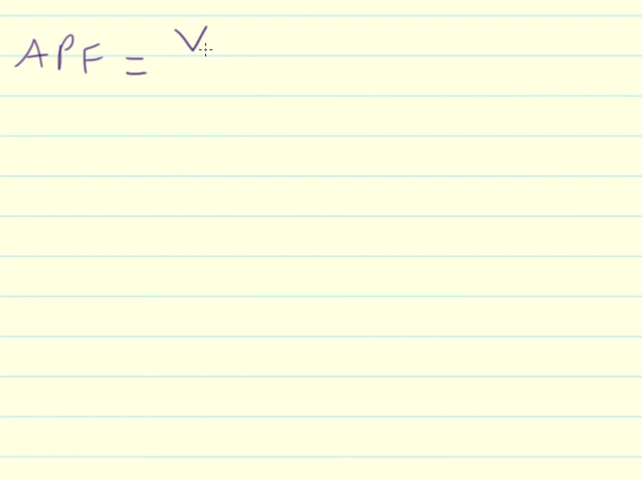 APF = V